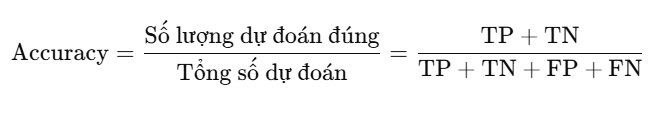 Accuracy = Số lượng dự đoán đúng / Tổng số dự đoán = TP + TN / TP + TN + FP + FN